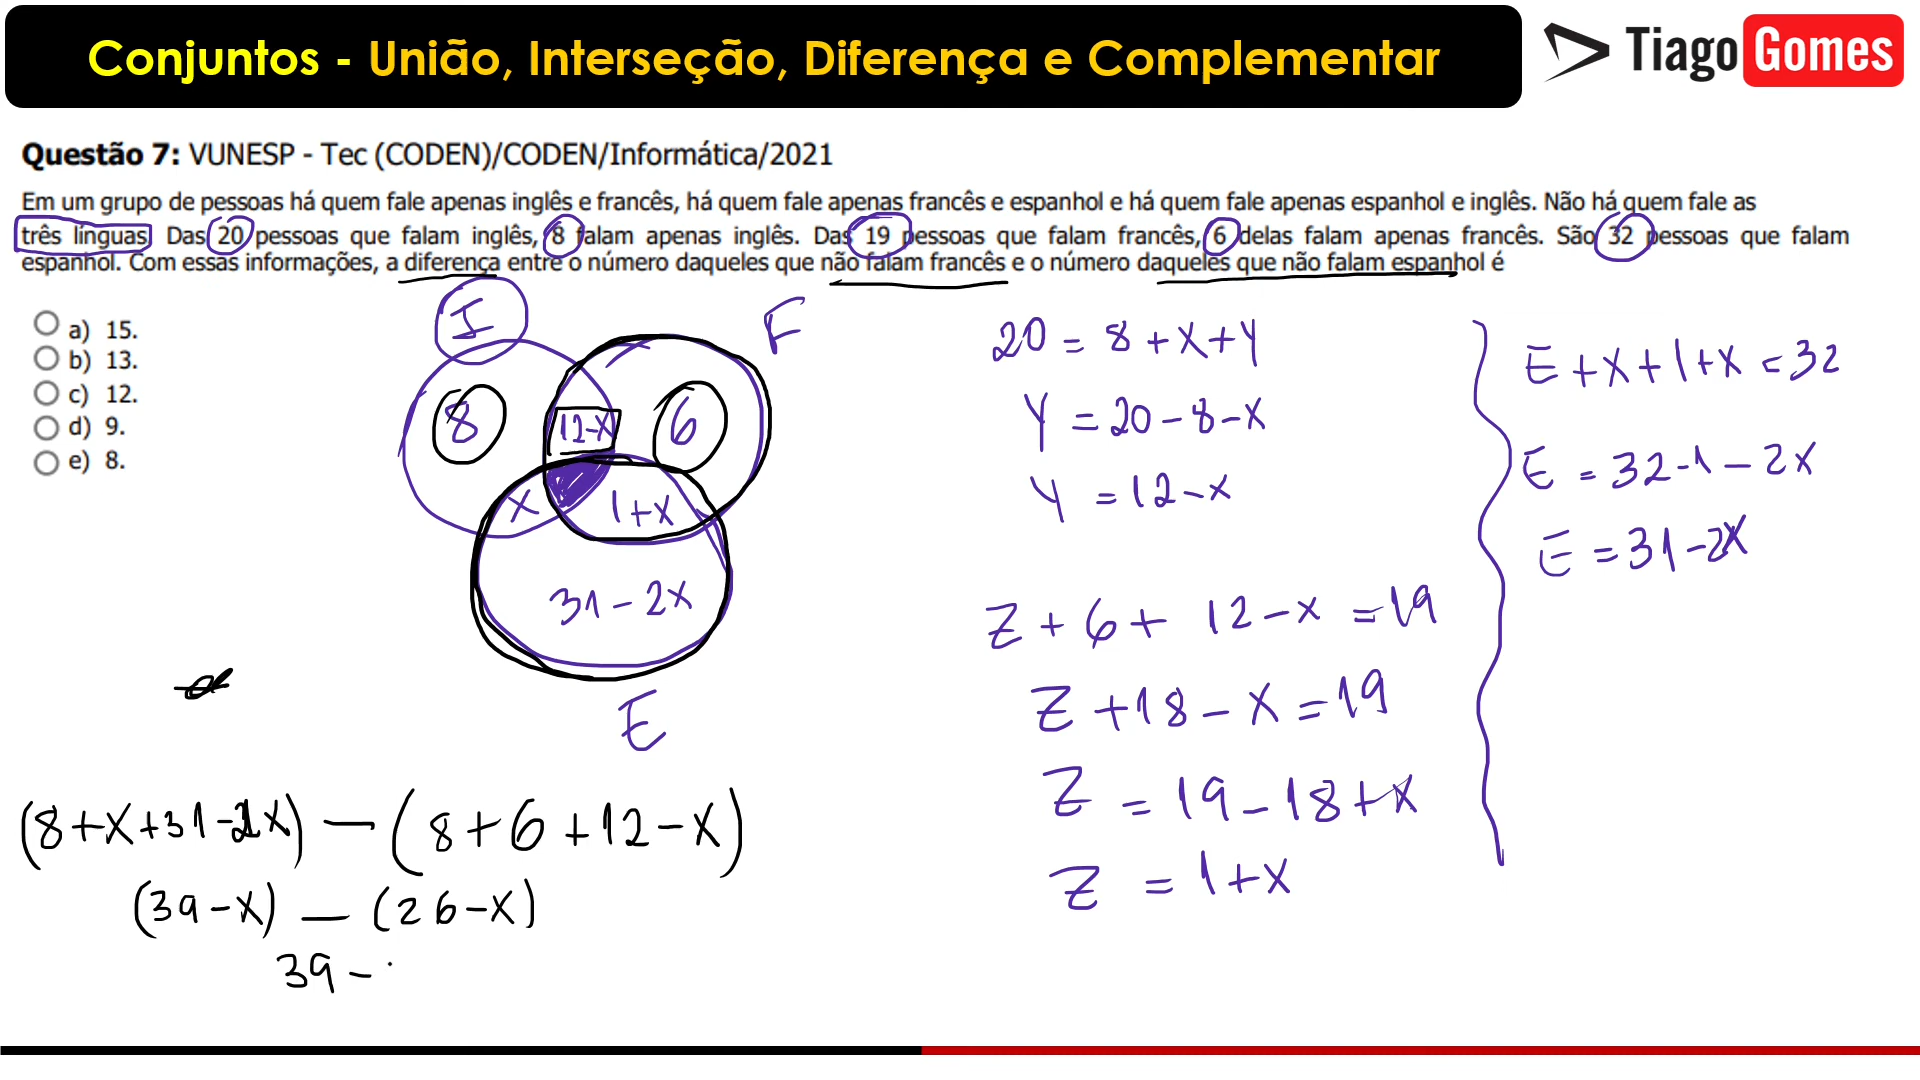 Conjuntos - União, Interseção, Diferença e Complementar
Tiago Gomes
Questão 7: VUNESP - Tec (CODEN)/CODEN/Informática/2021
Em um grupo de pessoas há quem fale apenas inglês e francês, há quem fale apenas francês e espanhol e há quem fale apenas espanhol e inglês. Não há quem fale as
três línguas. Das 20 pessoas que falam inglês, 8 falam apenas inglês. Das 19 pessoas que falam francês, 6 delas falam apenas francês. São 32 pessoas que falam
espanhol. Com essas informações, a diferença entre o número daqueles que não falam francês e o número daqueles que não falam espanhol é
a) 15.
b) 13.
c) 12.
d) 9.
e) 8.
I
F
8
12-X
6
X
1+X
31-2X
E
(8+X+31-2X) - (8+6+12-X)
(39-X) - (26-X)
39-
20 = 8+X+Y
Y = 20-8-X
Y = 12-X
Z+6+ 12-X = 19
Z+18-X = 19
Z = 19-18+X
Z = 1+X
E+X+1+X = 32
E = 32-1-2X
E = 31-2X